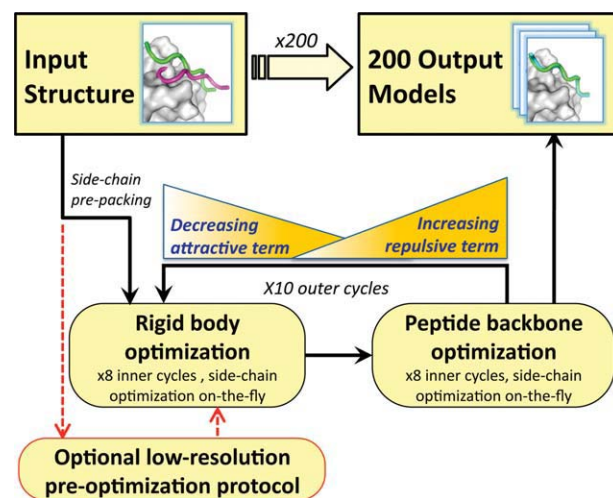 Input
Structure
x200
200 Output
Models
Side-chain
pre-packing
Decreasing
attractive term
Increasing
repulsive term
X10 outer cycles
Rigid body
optimization
x8 inner cycles , side-chain
optimization on-the-fly
Peptide backbone
optimization
x8 inner cycles, side-chain
optimization on-the-fly
Optional low-resolution
pre-optimization protocol